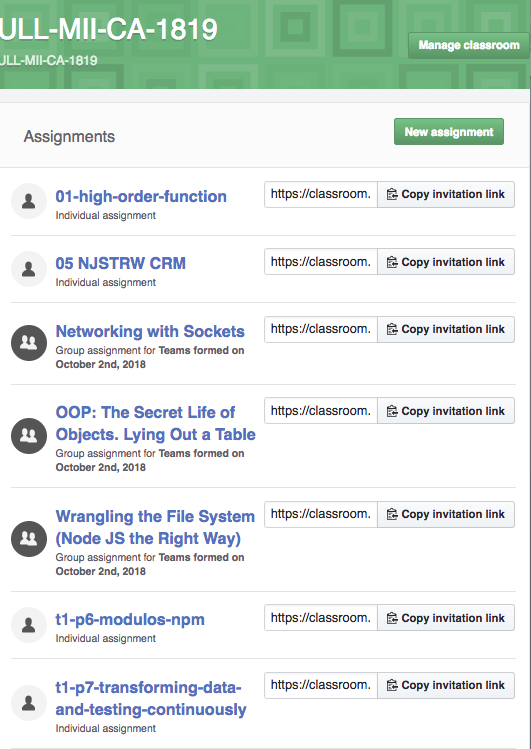 ULL-MII-CA-1819
ULL-MII-CA-1819
Manage classroom
Assignments
New assignment
01-high-order-function
Individual assignment
https://classroom.
Copy invitation link
05 NJSTRW CRM
Individual assignment
https://classroom.
Copy invitation link
Networking with Sockets
Group assignment for Teams formed on
October 2nd, 2018
https://classroom.
Copy invitation link
OOP: The Secret Life of
Objects. Lying Out a Table
Group assignment for Teams formed on
October 2nd, 2018
https://classroom.
Copy invitation link
Wrangling the File System
(Node JS the Right Way)
Group assignment for Teams formed on
October 2nd, 2018
https://classroom.
Copy invitation link
t1-p6-modulos-npm
Individual assignment
https://classroom.
Copy invitation link
t1-p7-transforming-data-
and-testing-continuously
Individual assignment
https://classroom.
Copy invitation link